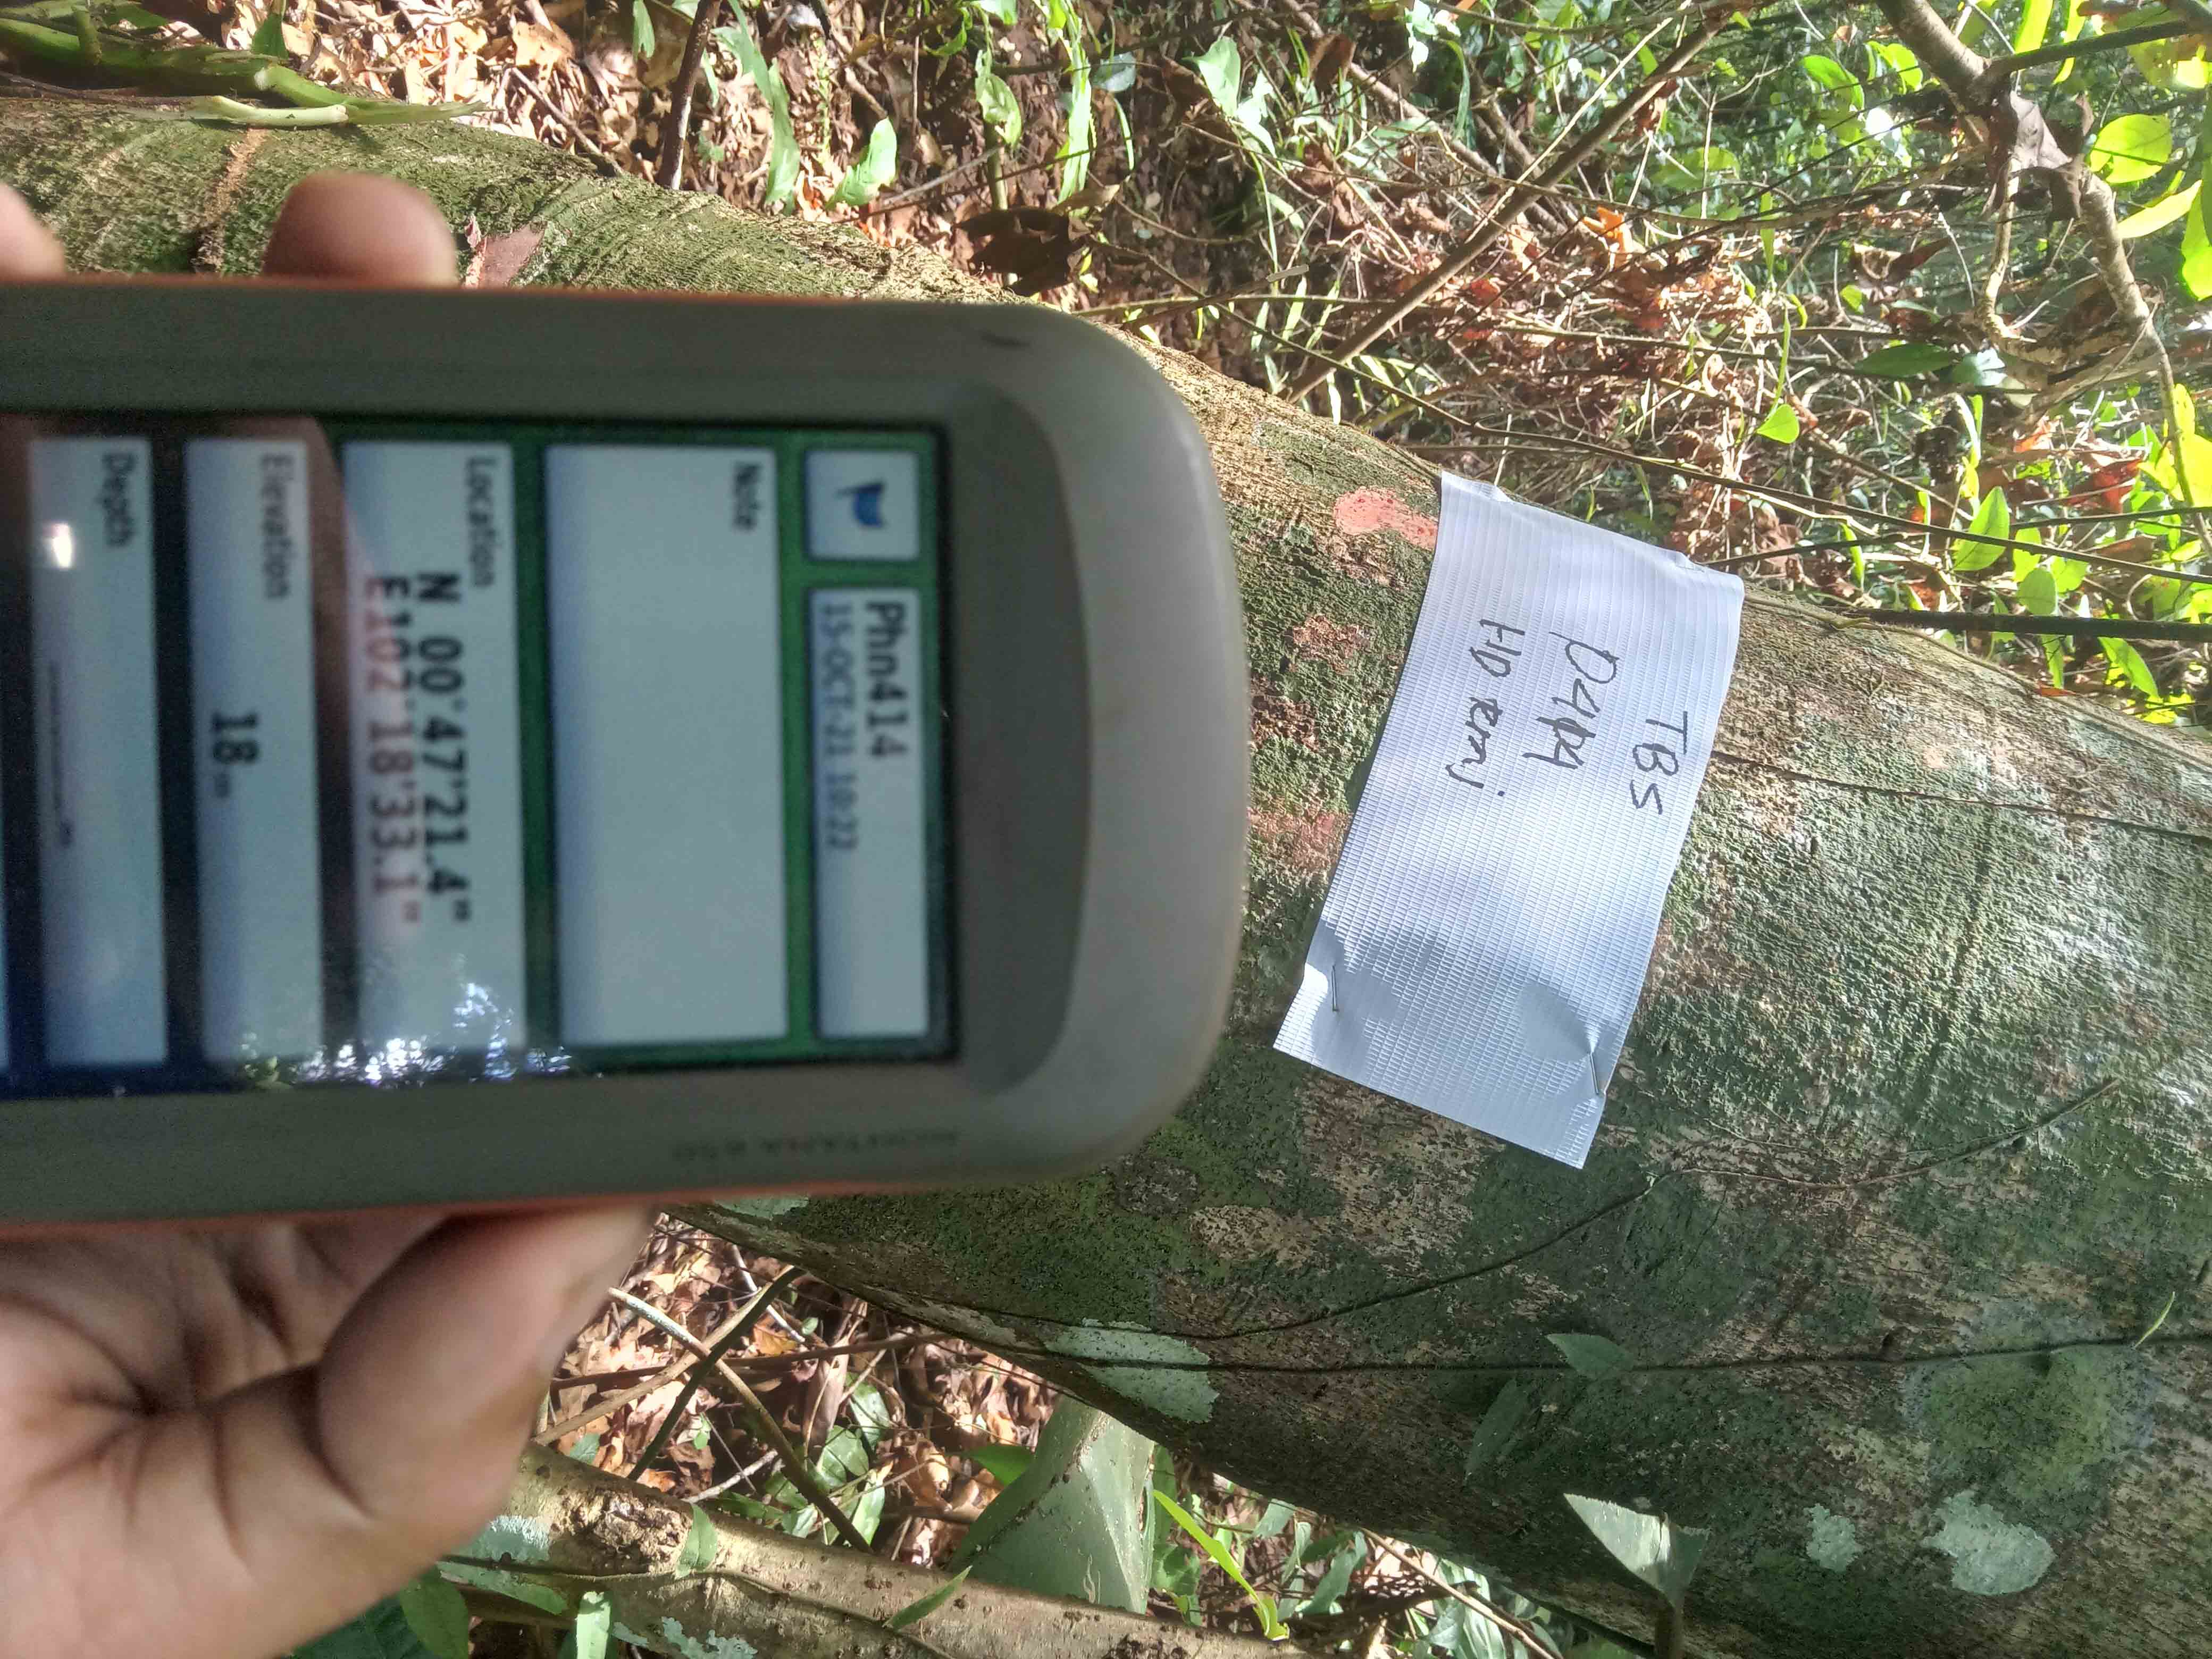 TBS
P414
HD Rmj
Phn414
15-OCT-21 10:22
Note
Location
N 00°47'21.4"
E102°18'33.1"
Elevation
18 m
Depth